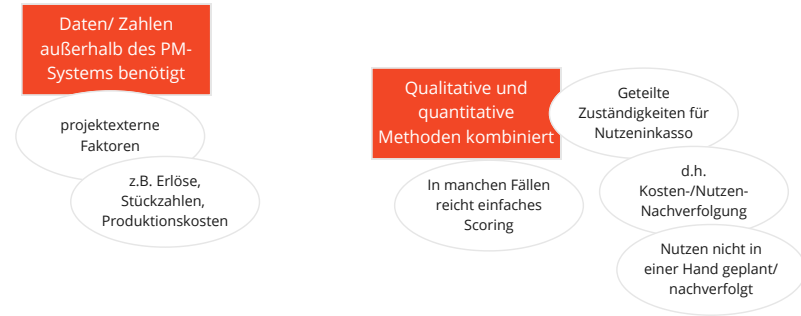 Daten/ Zahlen
außerhalb des PM-
Systems benötigt
projektexterne
Faktoren
z.B. Erlöse,
Stückzahlen,
Produktionskosten
Qualitative und
quantitative
Methoden kombiniert
In manchen Fällen
reicht einfaches
Scoring
Geteilte
Zuständigkeiten für
Nutzeninkasso
d.h.
Kosten-/Nutzen-
Nachverfolgung
Nutzen nicht in
einer Hand geplant/
nachverfolgt